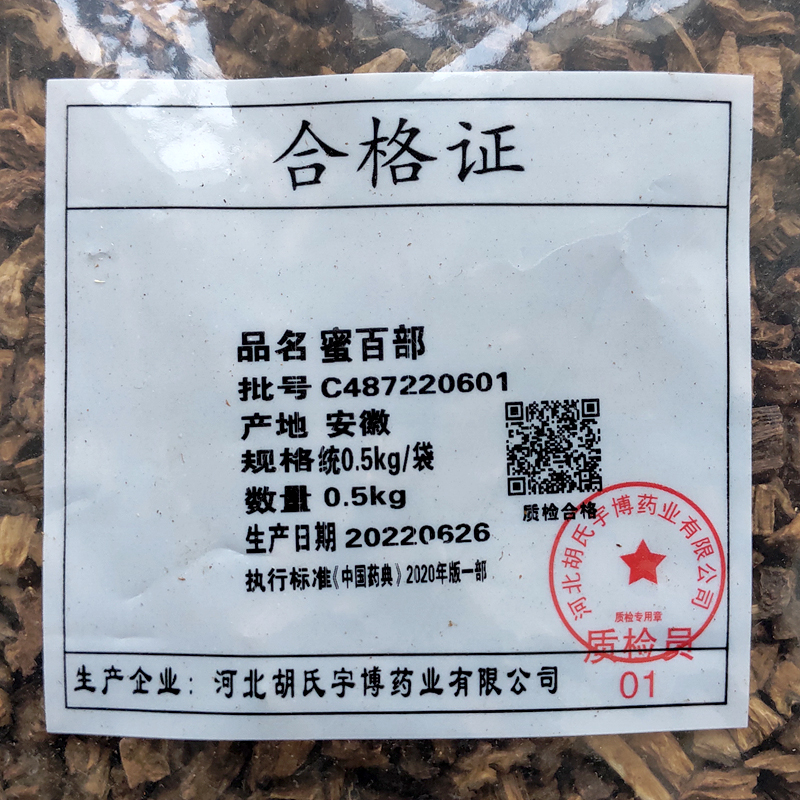 合格证
品名 蜜百部
批号 C487220601
产地 安徽
规格 统0.5kg/袋
数量 0.5kg
生产日期 20220626
执行标准《中国药典》2020年版一部
质检合格
河北胡氏宇博药业有限公司
质检专用章
质检员
01
生产企业：河北胡氏宇博药业有限公司